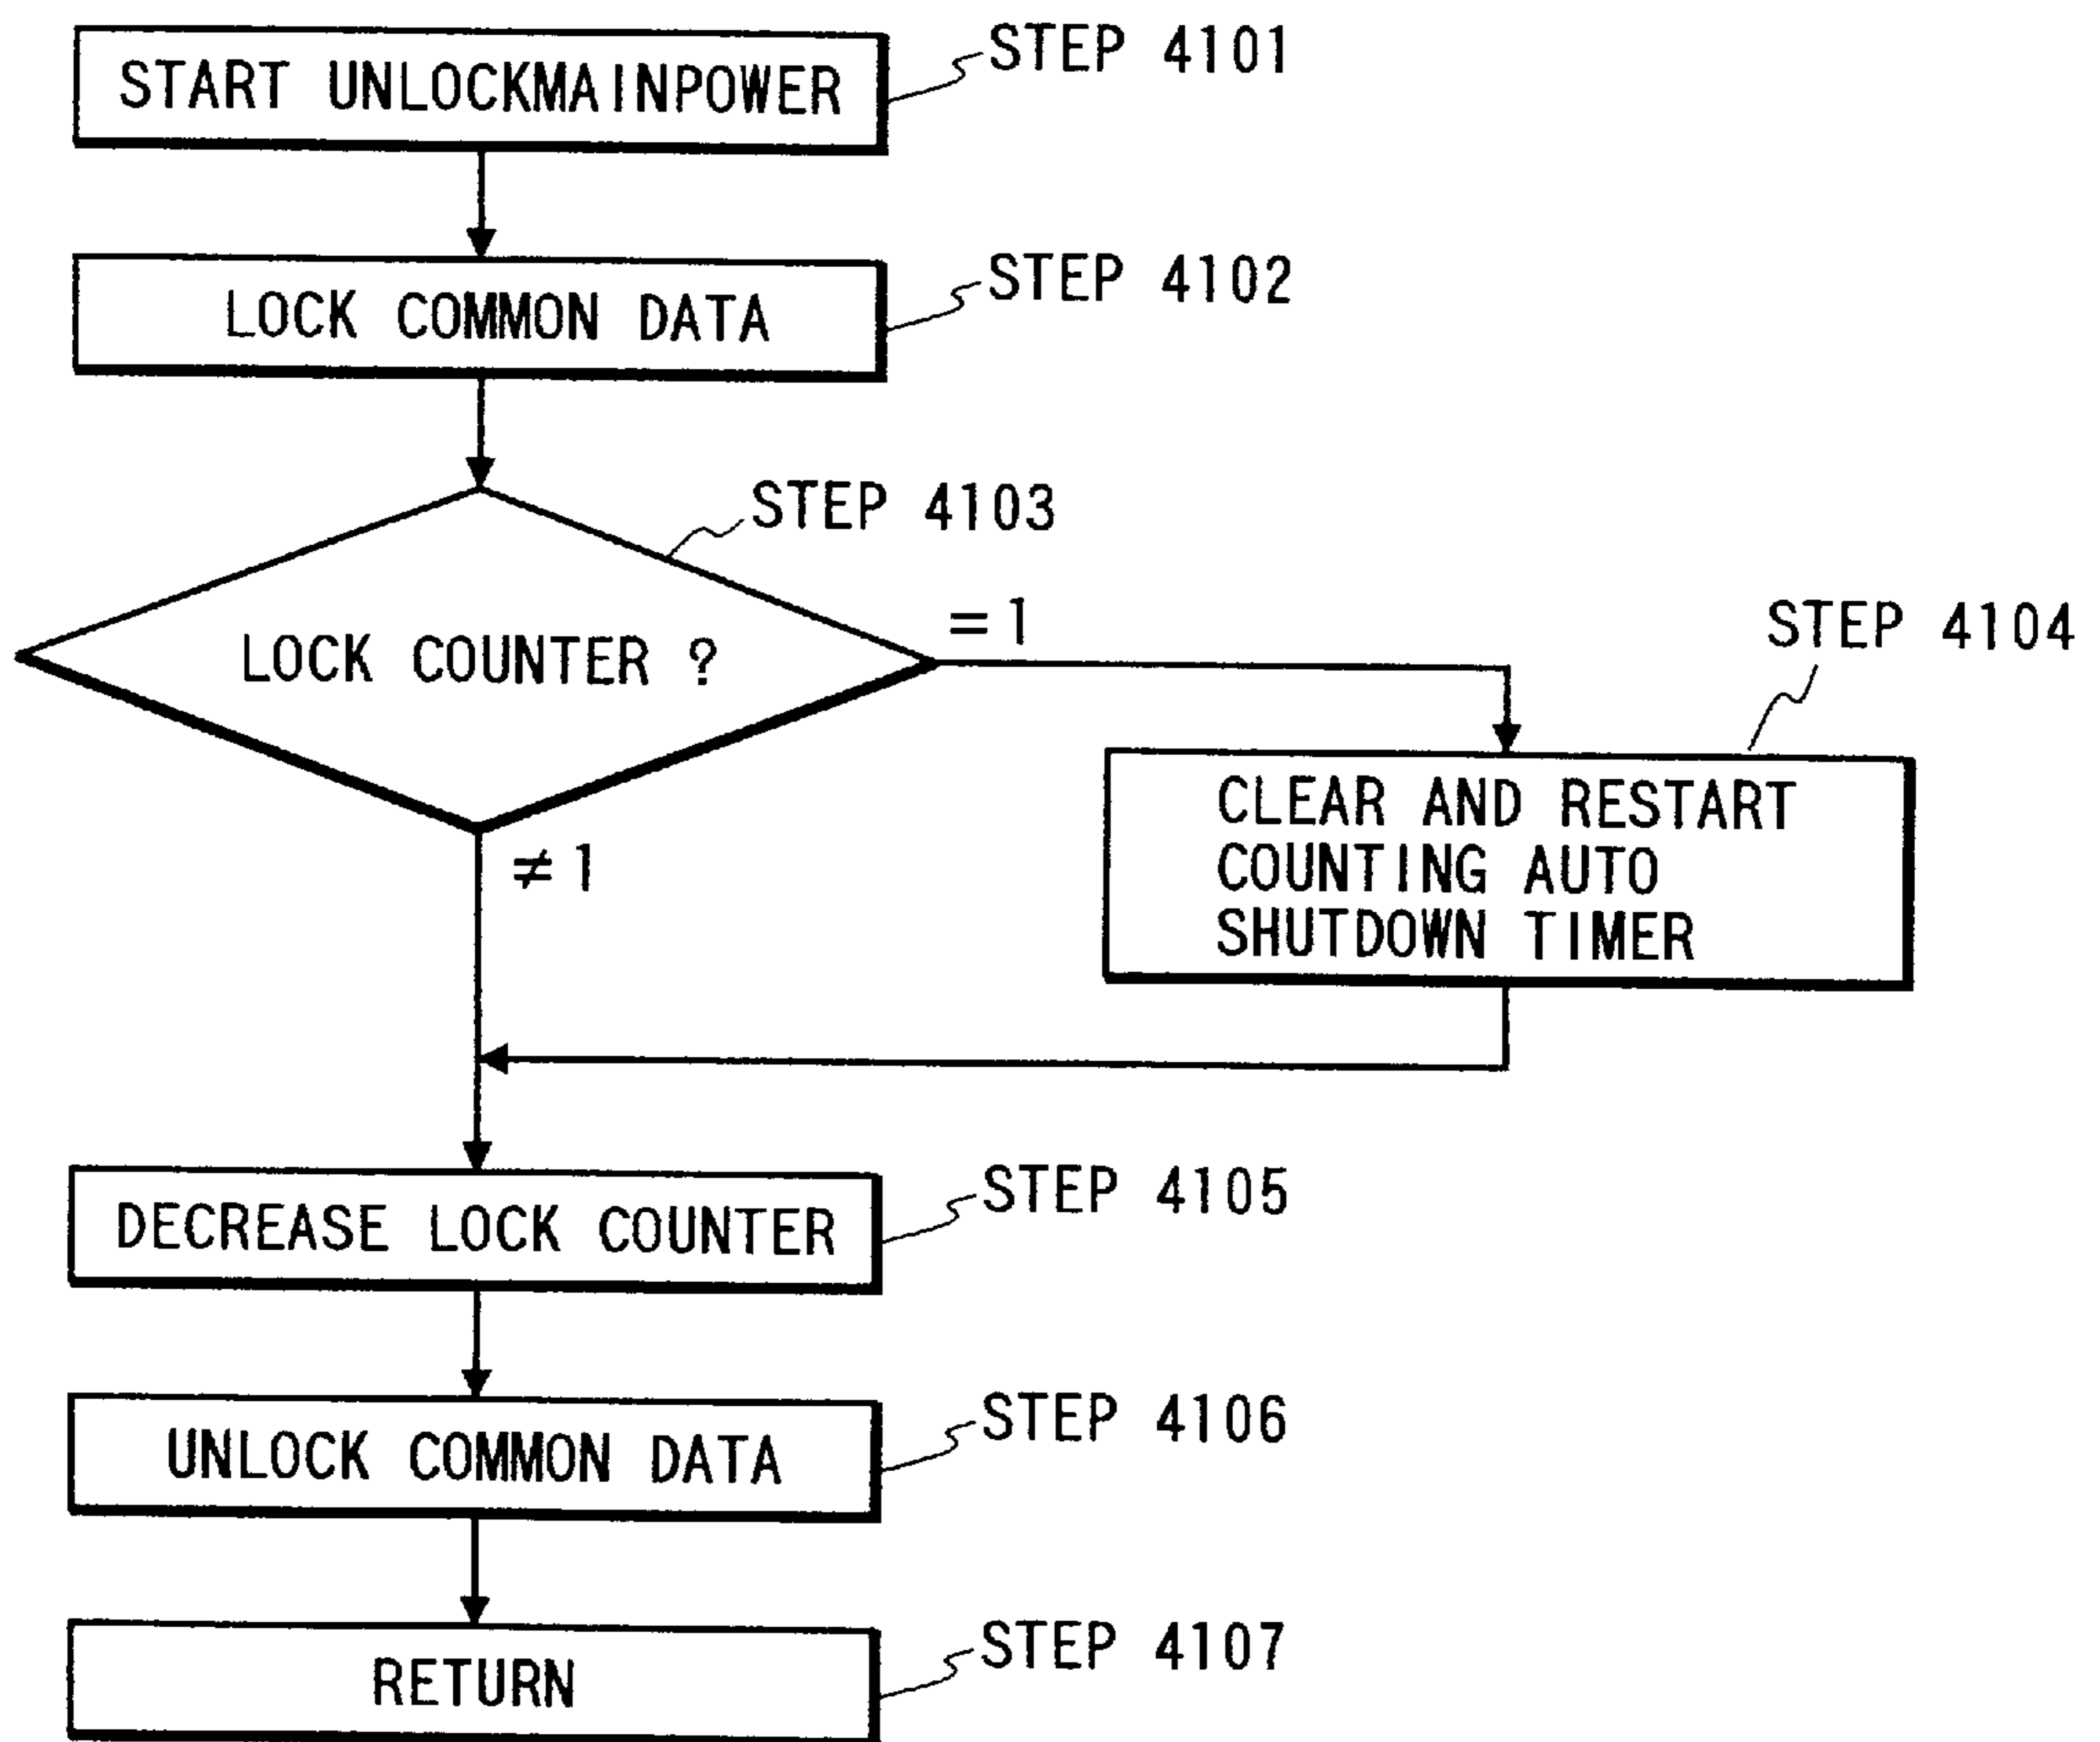 START UNLOCKMAINPOWER
STEP 4101
LOCK COMMON DATA
STEP 4102
STEP 4103
LOCK COUNTER ?
=1
STEP 4104
≠1
CLEAR AND RESTART
COUNTING AUTO
SHUTDOWN TIMER
DECREASE LOCK COUNTER
STEP 4105
UNLOCK COMMON DATA
STEP 4106
RETURN
STEP 4107